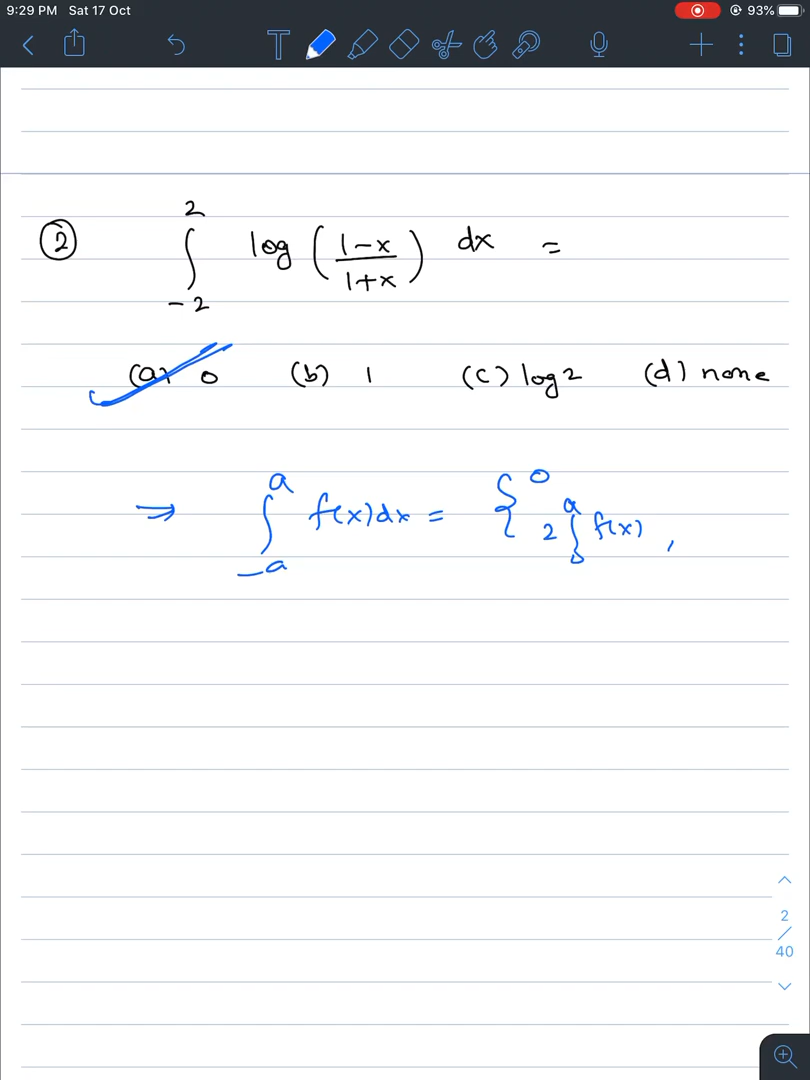 9:29 PM Sat 17 Oct 93%
T
② ∫_{-2}^{2} log (1-x / 1+x) dx =
(a) 0 (b) 1 (c) log 2 (d) none
⇒ ∫_{-a}^{a} f(x)dx = { 0
2 ∫_{0}^{a} f(x) ,
2
/
40